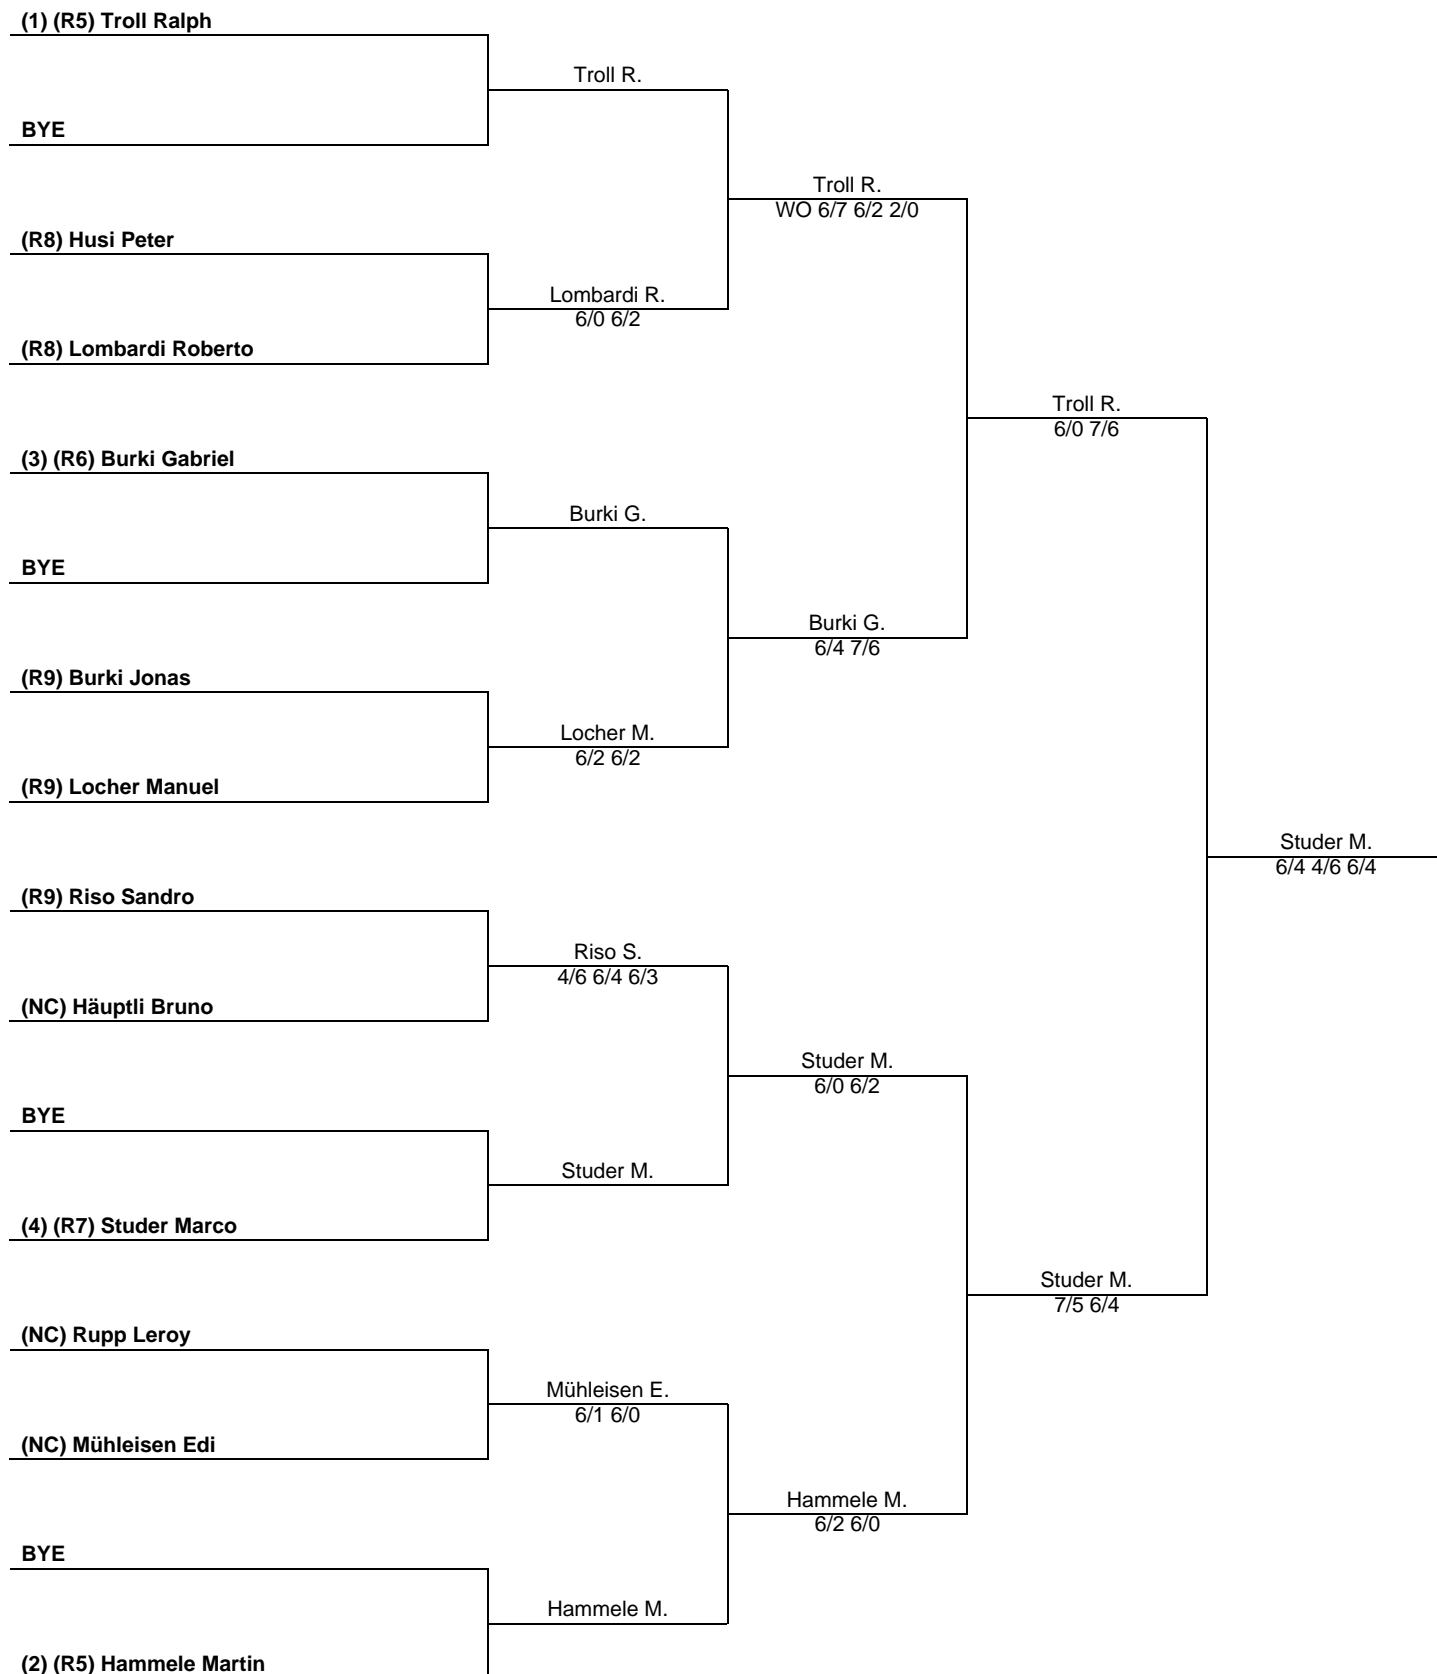 (1) (R5) Troll Ralph
Troll R.
BYE
Troll R.
WO 6/7 6/2 2/0
(R8) Husi Peter
Lombardi R.
6/0 6/2
(R8) Lombardi Roberto
Troll R.
6/0 7/6
(3) (R6) Burki Gabriel
Burki G.
BYE
Burki G.
6/4 7/6
(R9) Burki Jonas
Locher M.
6/2 6/2
(R9) Locher Manuel
Studer M.
6/4 4/6 6/4
(R9) Riso Sandro
Riso S.
4/6 6/4 6/3
(NC) Häuptli Bruno
Studer M.
6/0 6/2
BYE
Studer M.
(4) (R7) Studer Marco
Studer M.
7/5 6/4
(NC) Rupp Leroy
Mühleisen E.
6/1 6/0
(NC) Mühleisen Edi
Hammele M.
6/2 6/0
BYE
Hammele M.
(2) (R5) Hammele Martin